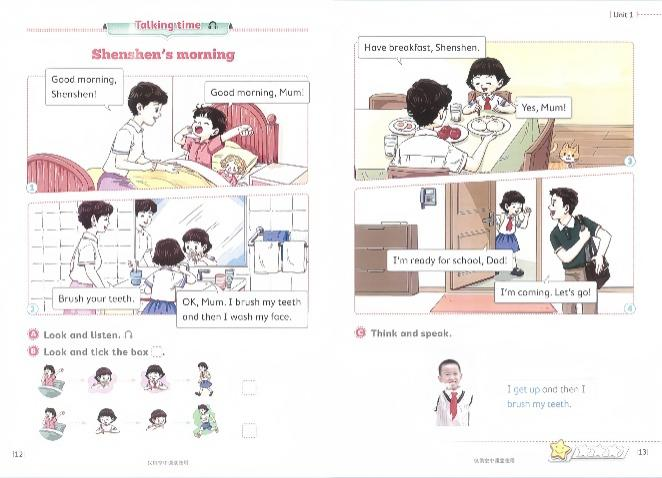 Talking time
Shenshen's morning
Good morning,
Shenshen!
Good morning, Mum!
1
Brush your teeth.
OK, Mum. I brush my teeth
and then I wash my face.
2
A Look and listen.
B Look and tick the box
12
Unit 1
Have breakfast, Shenshen.
Yes, Mum!
3
I'm ready for school, Dad!
I'm coming. Let's go!
4
C Think and speak.
I get up and then I
brush my teeth.
13